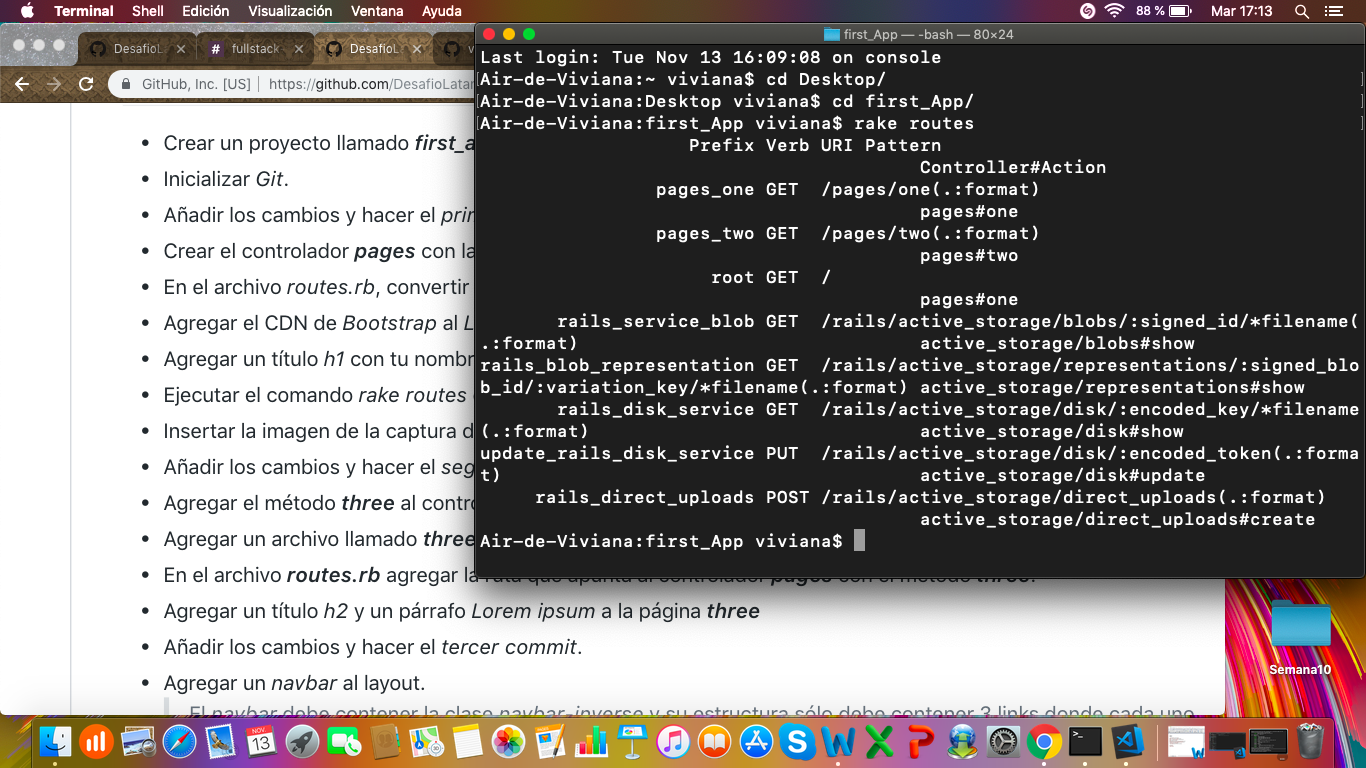 Terminal Shell Edición Visualización Ventana Ayuda 88 % Mar 17:13
DesafioL # fullstack- DesafioL
first_App — -bash — 80×24
GitHub, Inc. [US] https://github.com/DesafioLatam
Last login: Tue Nov 13 16:09:08 on console
[Air-de-Viviana:~ viviana$ cd Desktop/ ]
[Air-de-Viviana:Desktop viviana$ cd first_App/ ]
[Air-de-Viviana:first_App viviana$ rake routes ]
Prefix Verb URI Pattern
Controller#Action
pages_one GET /pages/one(.:format)
pages#one
pages_two GET /pages/two(.:format)
pages#two
root GET /
pages#one
rails_service_blob GET /rails/active_storage/blobs/:signed_id/*filename(
.:format) active_storage/blobs#show
rails_blob_representation GET /rails/active_storage/representations/:signed_blo
b_id/:variation_key/*filename(.:format) active_storage/representations#show
rails_disk_service GET /rails/active_storage/disk/:encoded_key/*filename
(.:format) active_storage/disk#show
update_rails_disk_service PUT /rails/active_storage/disk/:encoded_token(.:forma
t) active_storage/disk#update
rails_direct_uploads POST /rails/active_storage/direct_uploads(.:format)
active_storage/direct_uploads#create
Air-de-Viviana:first_App viviana$
• Crear un proyecto llamado first_a
• Inicializar Git.
• Añadir los cambios y hacer el prin
• Crear el controlador pages con la
• En el archivo routes.rb, convertir
• Agregar el CDN de Bootstrap al L
• Agregar un título h1 con tu nombr
• Ejecutar el comando rake routes
• Insertar la imagen de la captura d
• Añadir los cambios y hacer el seg
• Agregar el método three al contro
• Agregar un archivo llamado three
• En el archivo routes.rb agregar la ruta que apunta al controlador pages con el método three.
• Agregar un título h2 y un párrafo Lorem ipsum a la página three
• Añadir los cambios y hacer el tercer commit.
• Agregar un navbar al layout.
El navbar debe contener la clase navbar-inverse y su estructura sólo debe contener 3 links donde cada uno
Semana10
NOV
13